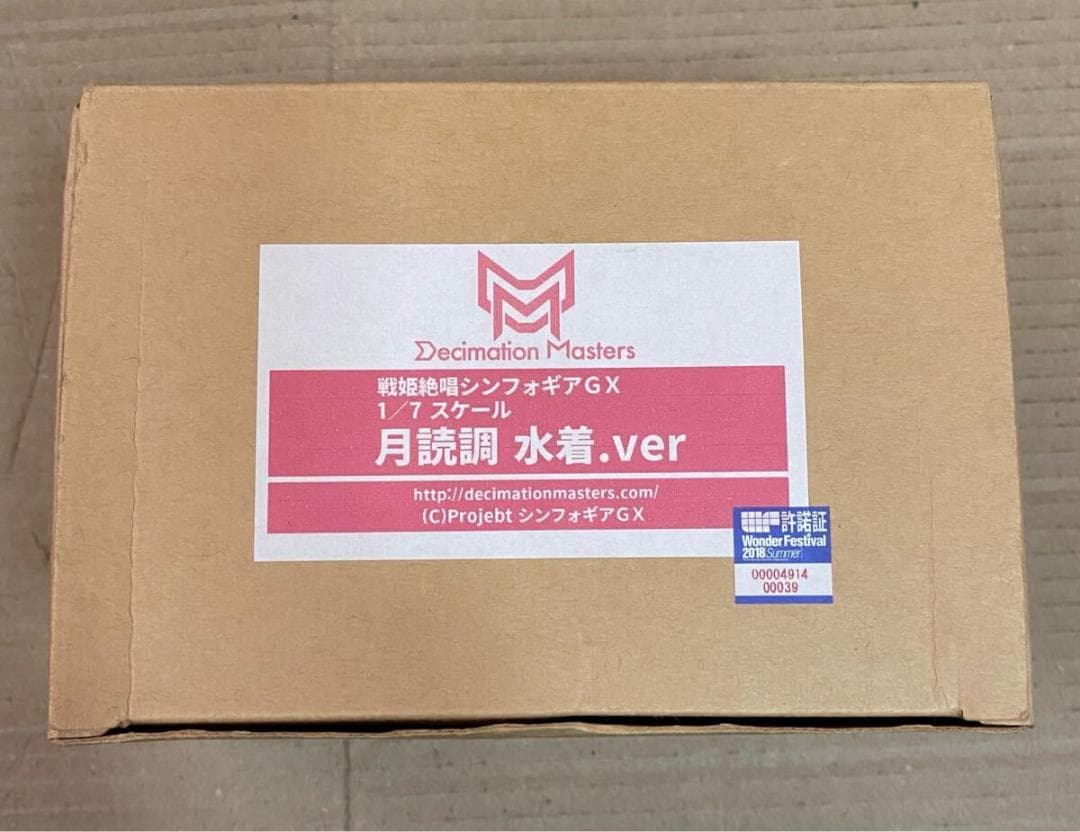 Decimation Masters
戦姫絶唱シンフォギアGX
1/7 スケール
月読調 水着.ver
http://decimationmasters.com/
(C)Projebt シンフォギアGX
WF許諾証
Wonder Festival
2018 Summer
00004914
00039